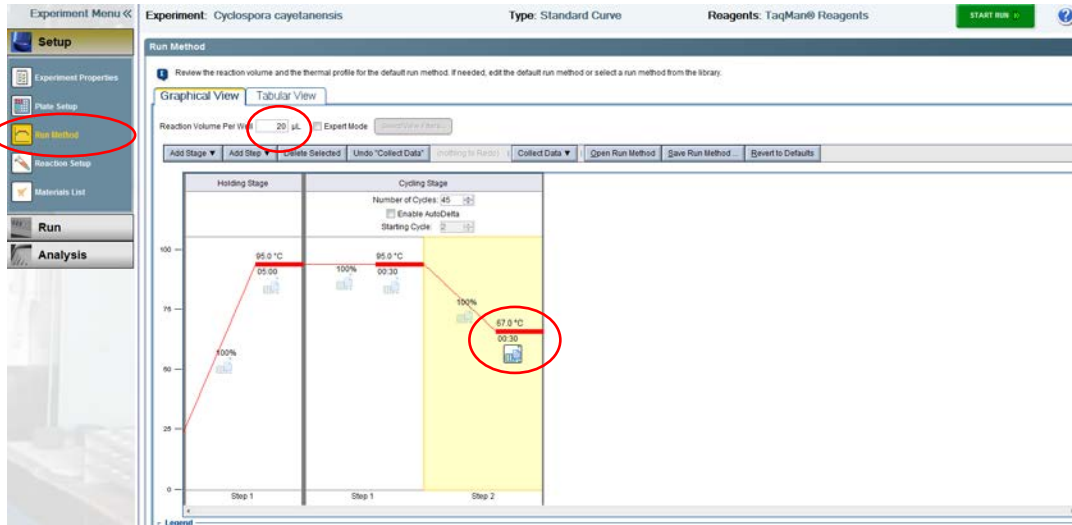 Experiment Menu «
Experiment: Cyclospora cayetanensis
Type: Standard Curve
Reagents: TaqMan® Reagents
START RUN
Setup
Experiment Properties
Plate Setup
Run Method
Reaction Setup
Materials List
Run
Analysis
Run Method
Review the reaction volume and the thermal profile for the default run method. If needed, edit the default run method or select a run method from the library.
Graphical View Tabular View
Reaction Volume Per Well 20 µL Expert Mode
Add Stage ▼ Add Step ▼ Delete Selected Undo "Collect Data" (nothing to Redo) Collect Data ▼ Open Run Method Save Run Method ... Revert to Defaults
Holding Stage Cycling Stage
Number of Cycles: 45
Enable AutoDelta
Starting Cycle: 2
100
95.0 °C 95.0 °C
05:00 100% 00:30
75
100%
67.0 °C
00:30
100%
50
25
0
Step 1 Step 1 Step 2
Legend